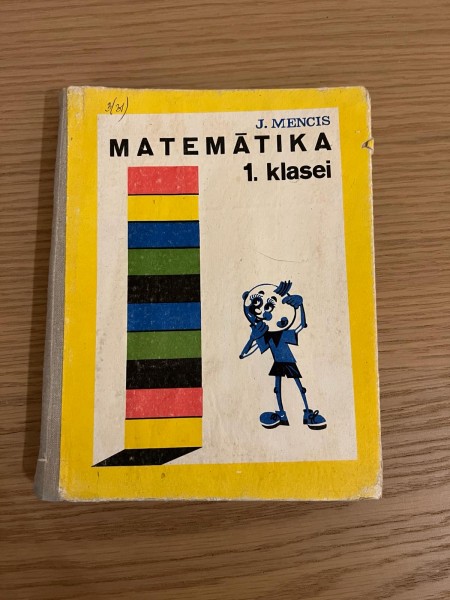 J. MENCIS
MATEMĀTIKA
1. klasei